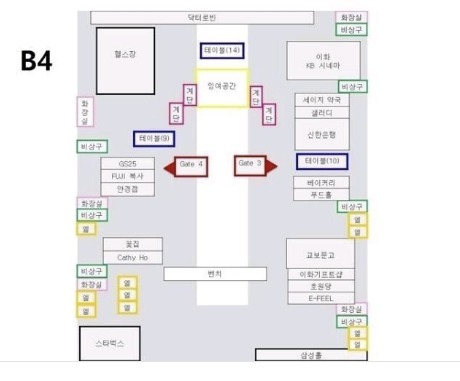 B4
닥터로빈
화장실
비상구
헬스장
테이블(14)
이화
KB 시네마
잉여공간
비상구
계단
계단
계단
계단
화장실
세이지 약국
샐러디
신한은행
테이블(9)
비상구
테이블(10)
GS25
FUJI 복사
안경점
Gate 4
Gate 3
베이커리
푸드홀
화장실
비상구
엘
비상구
엘
엘
꽃집
Cathy Ho
교보문고
비상구
화장실
엘
엘
엘
엘
엘
벤치
이화기프트샵
호원당
E-FEEL
화장실
비상구
엘
엘
스타벅스
삼성홀